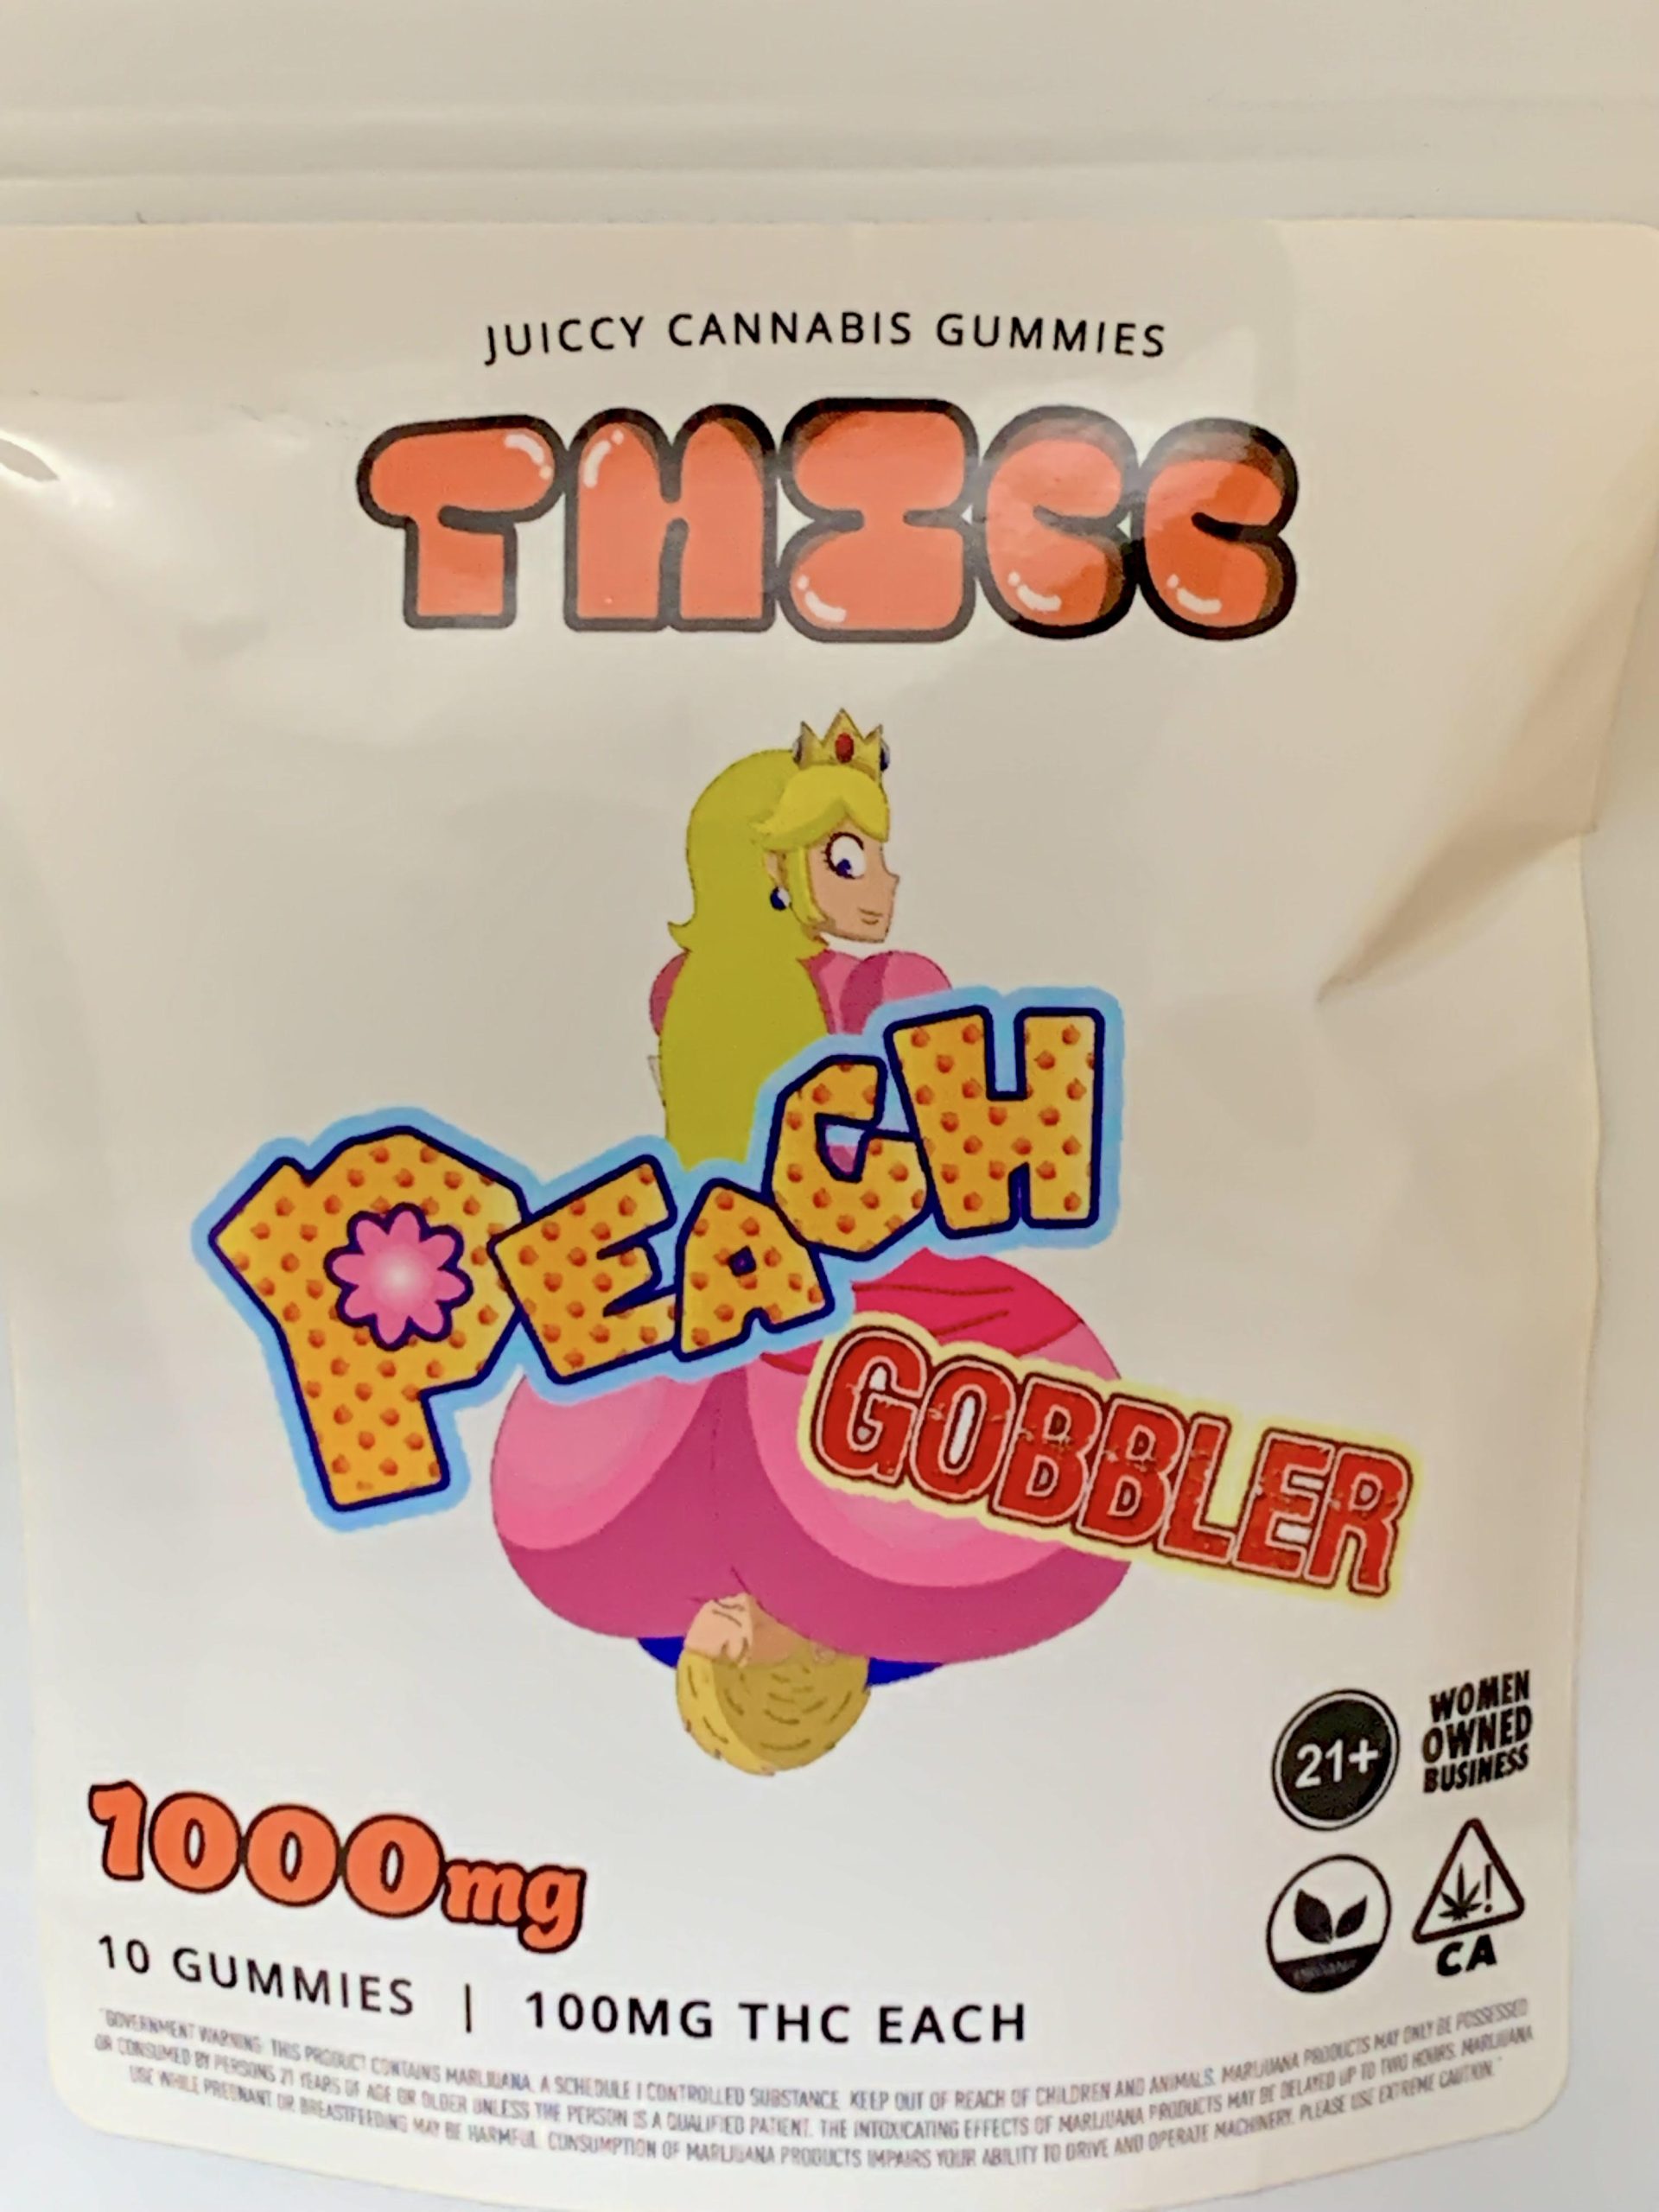 JUICCY CANNABIS GUMMIES
THICC
PEACH
GOBBLER
21+
WOMEN
OWNED
BUSINESS
1000mg
CA
10 GUMMIES | 100MG THC EACH
"GOVERNMENT WARNING: THIS PRODUCT CONTAINS MARIJUANA, A SCHEDULE I CONTROLLED SUBSTANCE. KEEP OUT OF REACH OF CHILDREN AND ANIMALS. MARIJUANA PRODUCTS MAY ONLY BE POSSESSED
OR CONSUMED BY PERSONS 21 YEARS OF AGE OR OLDER UNLESS THE PERSON IS A QUALIFIED PATIENT. THE INTOXICATING EFFECTS OF MARIJUANA PRODUCTS MAY BE DELAYED UP TO TWO HOURS. MARIJUANA
USE WHILE PREGNANT OR BREASTFEEDING MAY BE HARMFUL. CONSUMPTION OF MARIJUANA PRODUCTS IMPAIRS YOUR ABILITY TO DRIVE AND OPERATE MACHINERY. PLEASE USE EXTREME CAUTION."